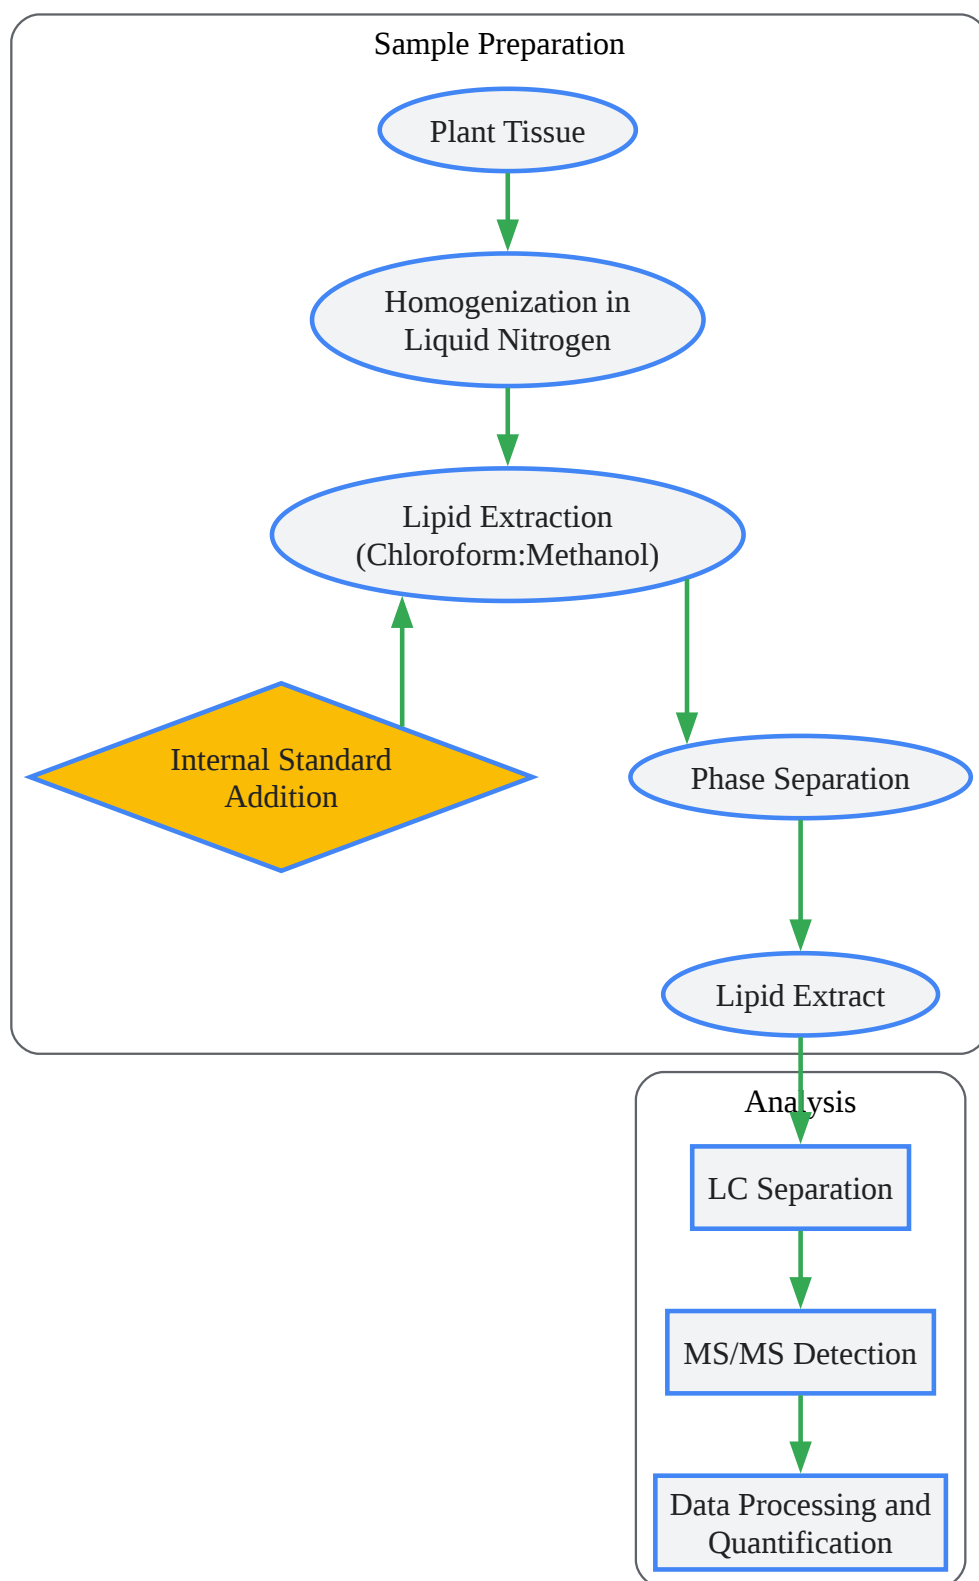 Sample Preparation
Plant Tissue
Homogenization in
Liquid Nitrogen
Lipid Extraction
(Chloroform:Methanol)
Internal Standard
Addition
Phase Separation
Lipid Extract
Analysis
LC Separation
MS/MS Detection
Data Processing and
Quantification